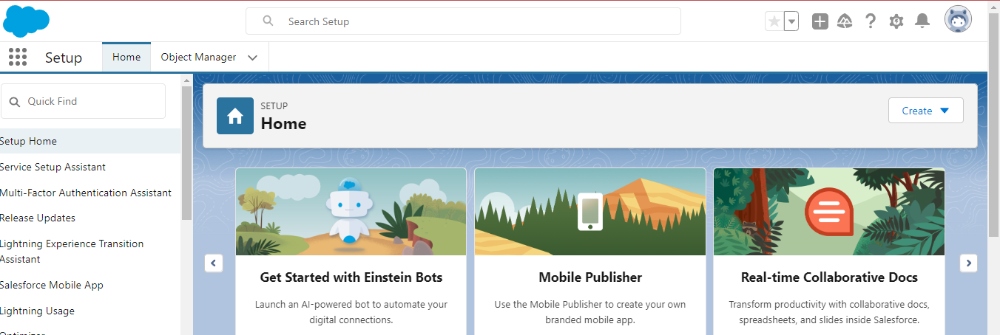 Search Setup
Setup
Home
Object Manager
Quick Find
Setup Home
Service Setup Assistant
Multi-Factor Authentication Assistant
Release Updates
Lightning Experience Transition
Assistant
Salesforce Mobile App
Lightning Usage
Optimizer
SETUP
Home
Create
Get Started with Einstein Bots
Launch an AI-powered bot to automate your
digital connections.
Mobile Publisher
Use the Mobile Publisher to create your own
branded mobile app.
Real-time Collaborative Docs
Transform productivity with collaborative docs,
spreadsheets, and slides inside Salesforce.